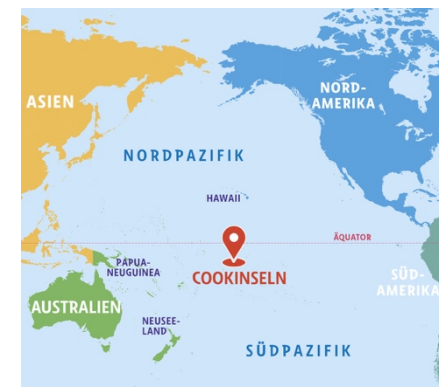 ASIEN
NORD-
AMERIKA
NORDPAZIFIK
HAWAII
ÄQUATOR
PAPUA-
NEUGUINEA
COOKINSELN
SÜD-
AMERIKA
AUSTRALIEN
NEUSEE-
LAND
SÜDPAZIFIK